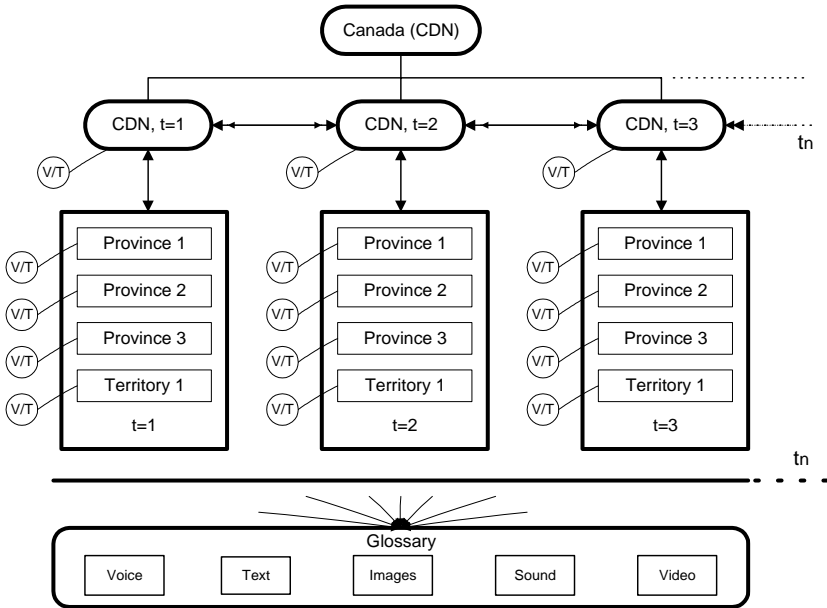 Canada (CDN)
CDN, t=1
CDN, t=2
CDN, t=3
tn
V/T
V/T
V/T
V/T
Province 1
V/T
Province 1
V/T
Province 1
V/T
Province 2
V/T
Province 2
V/T
Province 2
V/T
Province 3
V/T
Province 3
V/T
Province 3
V/T
Territory 1
V/T
Territory 1
V/T
Territory 1
t=1
t=2
t=3
tn
Glossary
Voice
Text
Images
Sound
Video